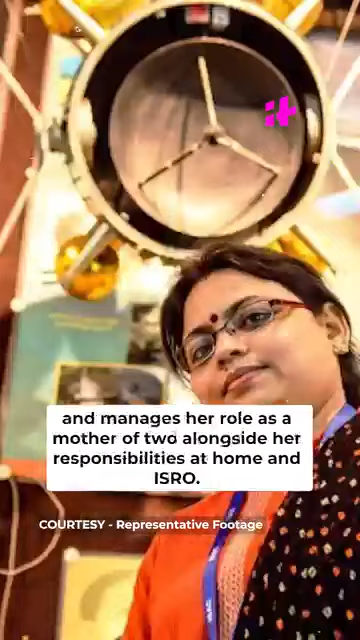 and manages her role as a
mother of two alongside her
responsibilities at home and
ISRO.
COURTESY - Representative Footage